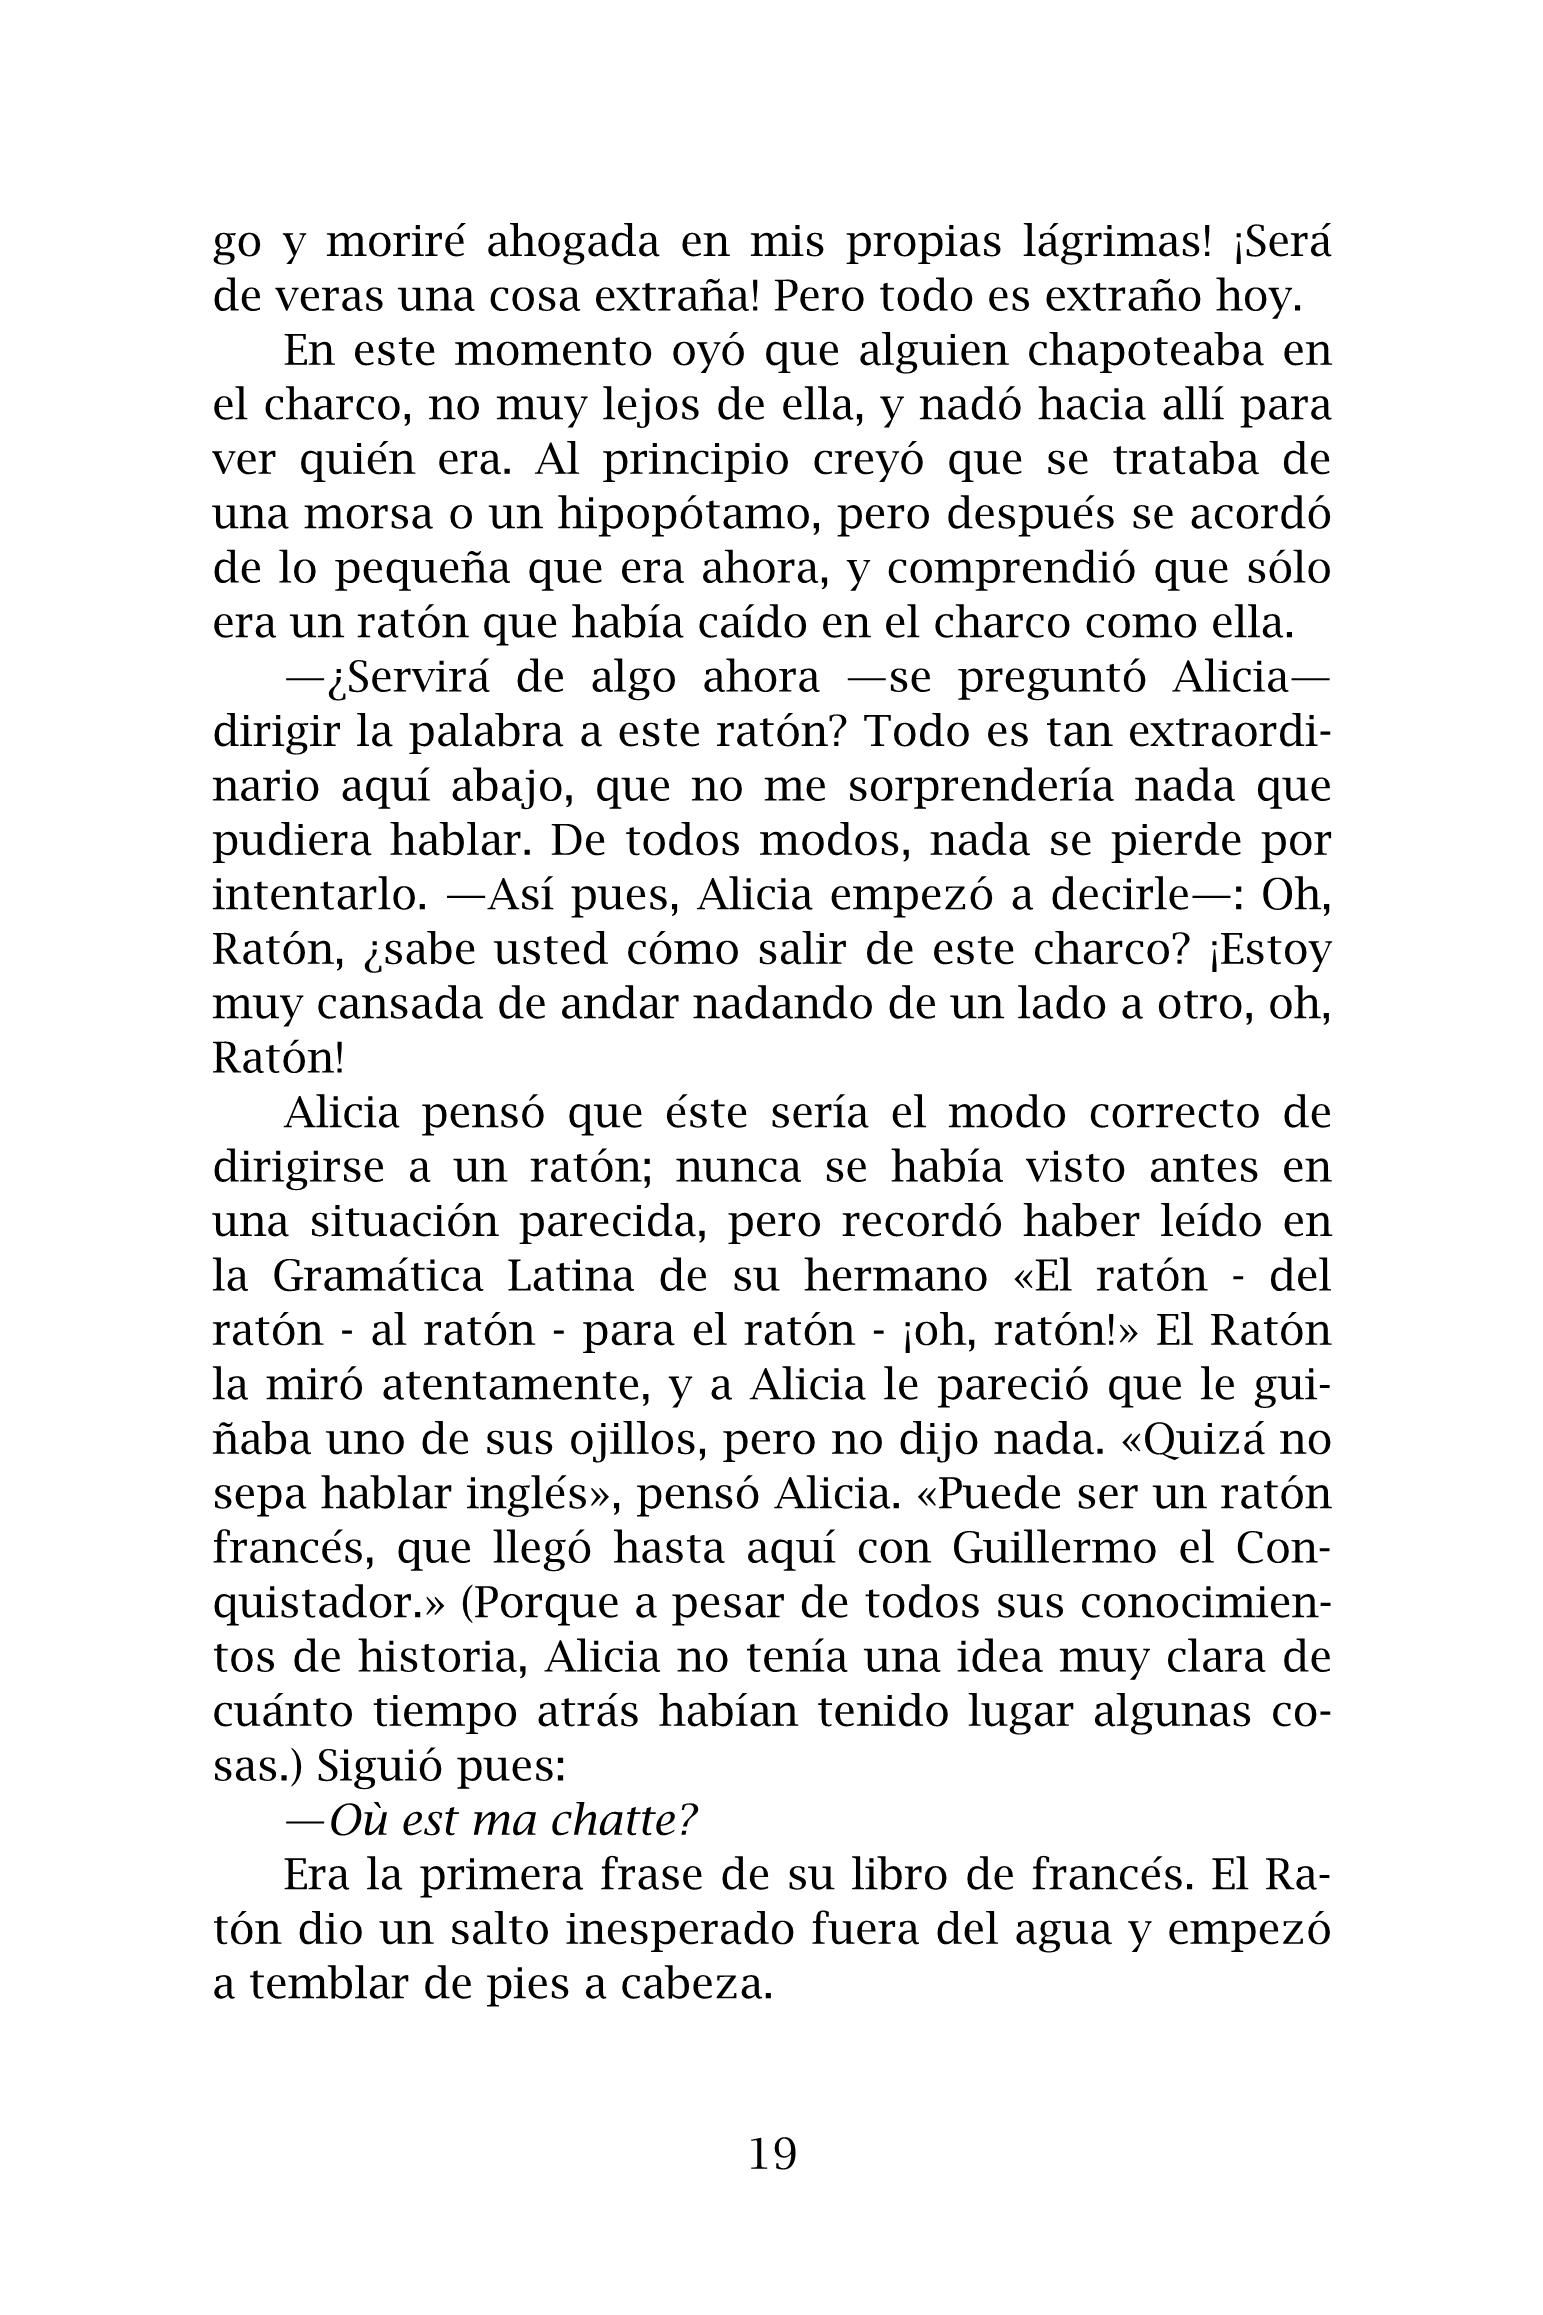 go y moriré ahogada en mis propias lágrimas! ¡Será
de veras una cosa extraña! Pero todo es extraño hoy.
En este momento oyó que alguien chapoteaba en
el charco, no muy lejos de ella, y nadó hacia allí para
ver quién era. Al principio creyó que se trataba de
una morsa o un hipopótamo, pero después se acordó
de lo pequeña que era ahora, y comprendió que sólo
era un ratón que había caído en el charco como ella.
—¿Servirá de algo ahora —se preguntó Alicia—
dirigir la palabra a este ratón? Todo es tan extraordi-
nario aquí abajo, que no me sorprendería nada que
pudiera hablar. De todos modos, nada se pierde por
intentarlo. —Así pues, Alicia empezó a decirle—: Oh,
Ratón, ¿sabe usted cómo salir de este charco? ¡Estoy
muy cansada de andar nadando de un lado a otro, oh,
Ratón!
Alicia pensó que éste sería el modo correcto de
dirigirse a un ratón; nunca se había visto antes en
una situación parecida, pero recordó haber leído en
la Gramática Latina de su hermano «El ratón - del
ratón - al ratón - para el ratón - ¡oh, ratón!» El Ratón
la miró atentamente, y a Alicia le pareció que le gui-
ñaba uno de sus ojillos, pero no dijo nada. «Quizá no
sepa hablar inglés», pensó Alicia. «Puede ser un ratón
francés, que llegó hasta aquí con Guillermo el Con-
quistador.» (Porque a pesar de todos sus conocimien-
tos de historia, Alicia no tenía una idea muy clara de
cuánto tiempo atrás habían tenido lugar algunas co-
sas.) Siguió pues:
—Où est ma chatte?
Era la primera frase de su libro de francés. El Ra-
tón dio un salto inesperado fuera del agua y empezó
a temblar de pies a cabeza.
19